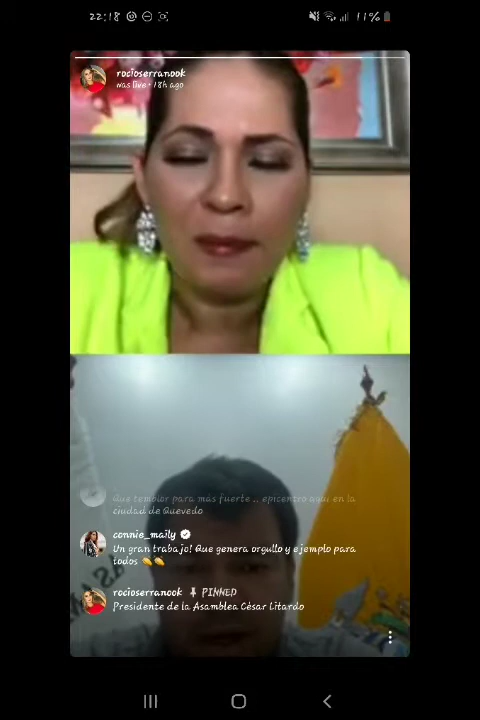 22:18
11%
rocioserranook
was live • 18h ago
Que temblor para más fuerte .. epicentro aquí en la
ciudad de Quevedo
connie_maily
Un gran trabajo! Que genera orgullo y ejemplo para
todos 👏👏
rocioserranook 📌 PINNED
Presidente de la Asamblea César Litardo